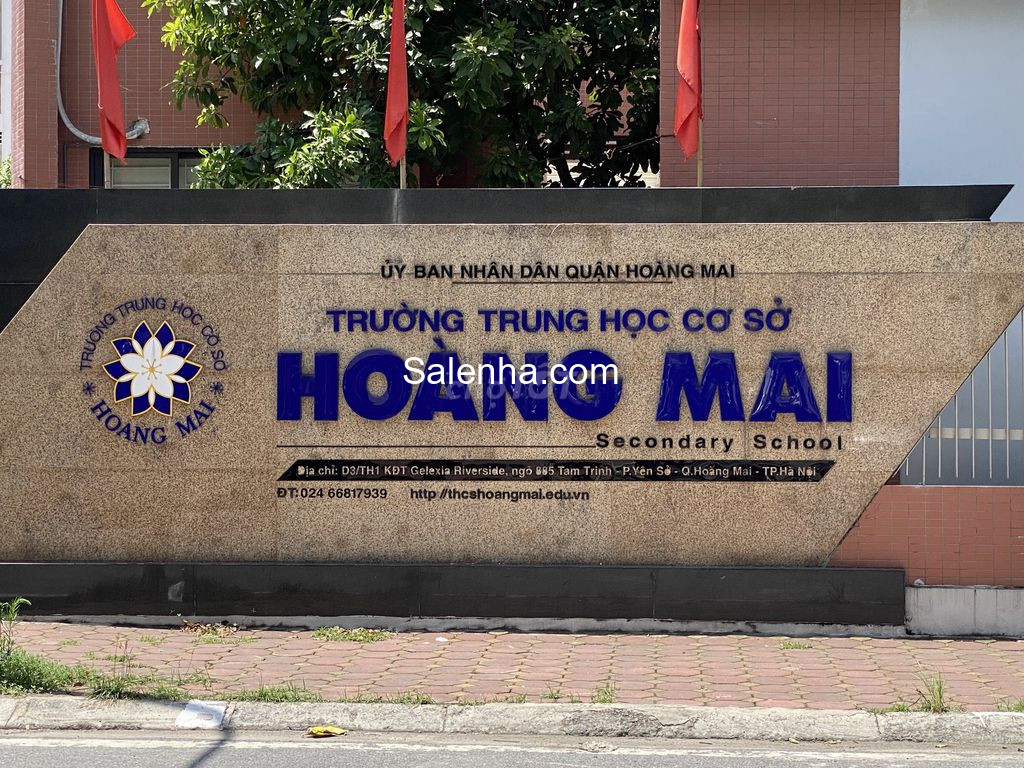 ỦY BAN NHÂN DÂN QUẬN HOÀNG MAI
TRƯỜNG TRUNG HỌC CƠ SỞ
HOÀNG MAI
Salenha.com
Secondary School
Địa chỉ: D3/TH1 KĐT Gelexia Riverside, ngõ 885 Tam Trinh - P.Yên Sở - Q.Hoàng Mai - TP.Hà Nội
ĐT: 024 66817939 http://thcshoangmai.edu.vn
TRƯỜNG TRUNG HỌC CƠ SỞ
* HOÀNG MAI *